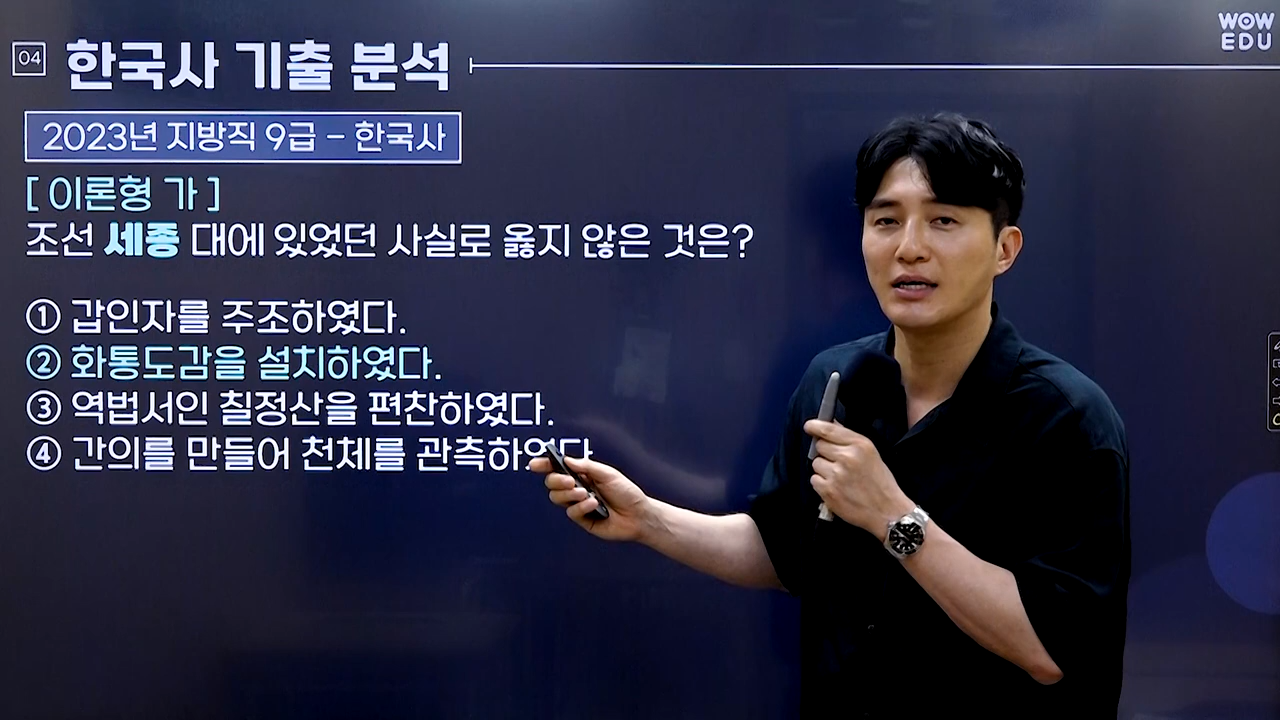 WOW
EDU
04
한국사 기출 분석
2023년 지방직 9급 - 한국사
[ 이론형 가 ]
조선 세종 대에 있었던 사실로 옳지 않은 것은?
① 갑인자를 주조하였다.
② 화통도감을 설치하였다.
③ 역법서인 칠정산을 편찬하였다.
④ 간의를 만들어 천체를 관측하였다.